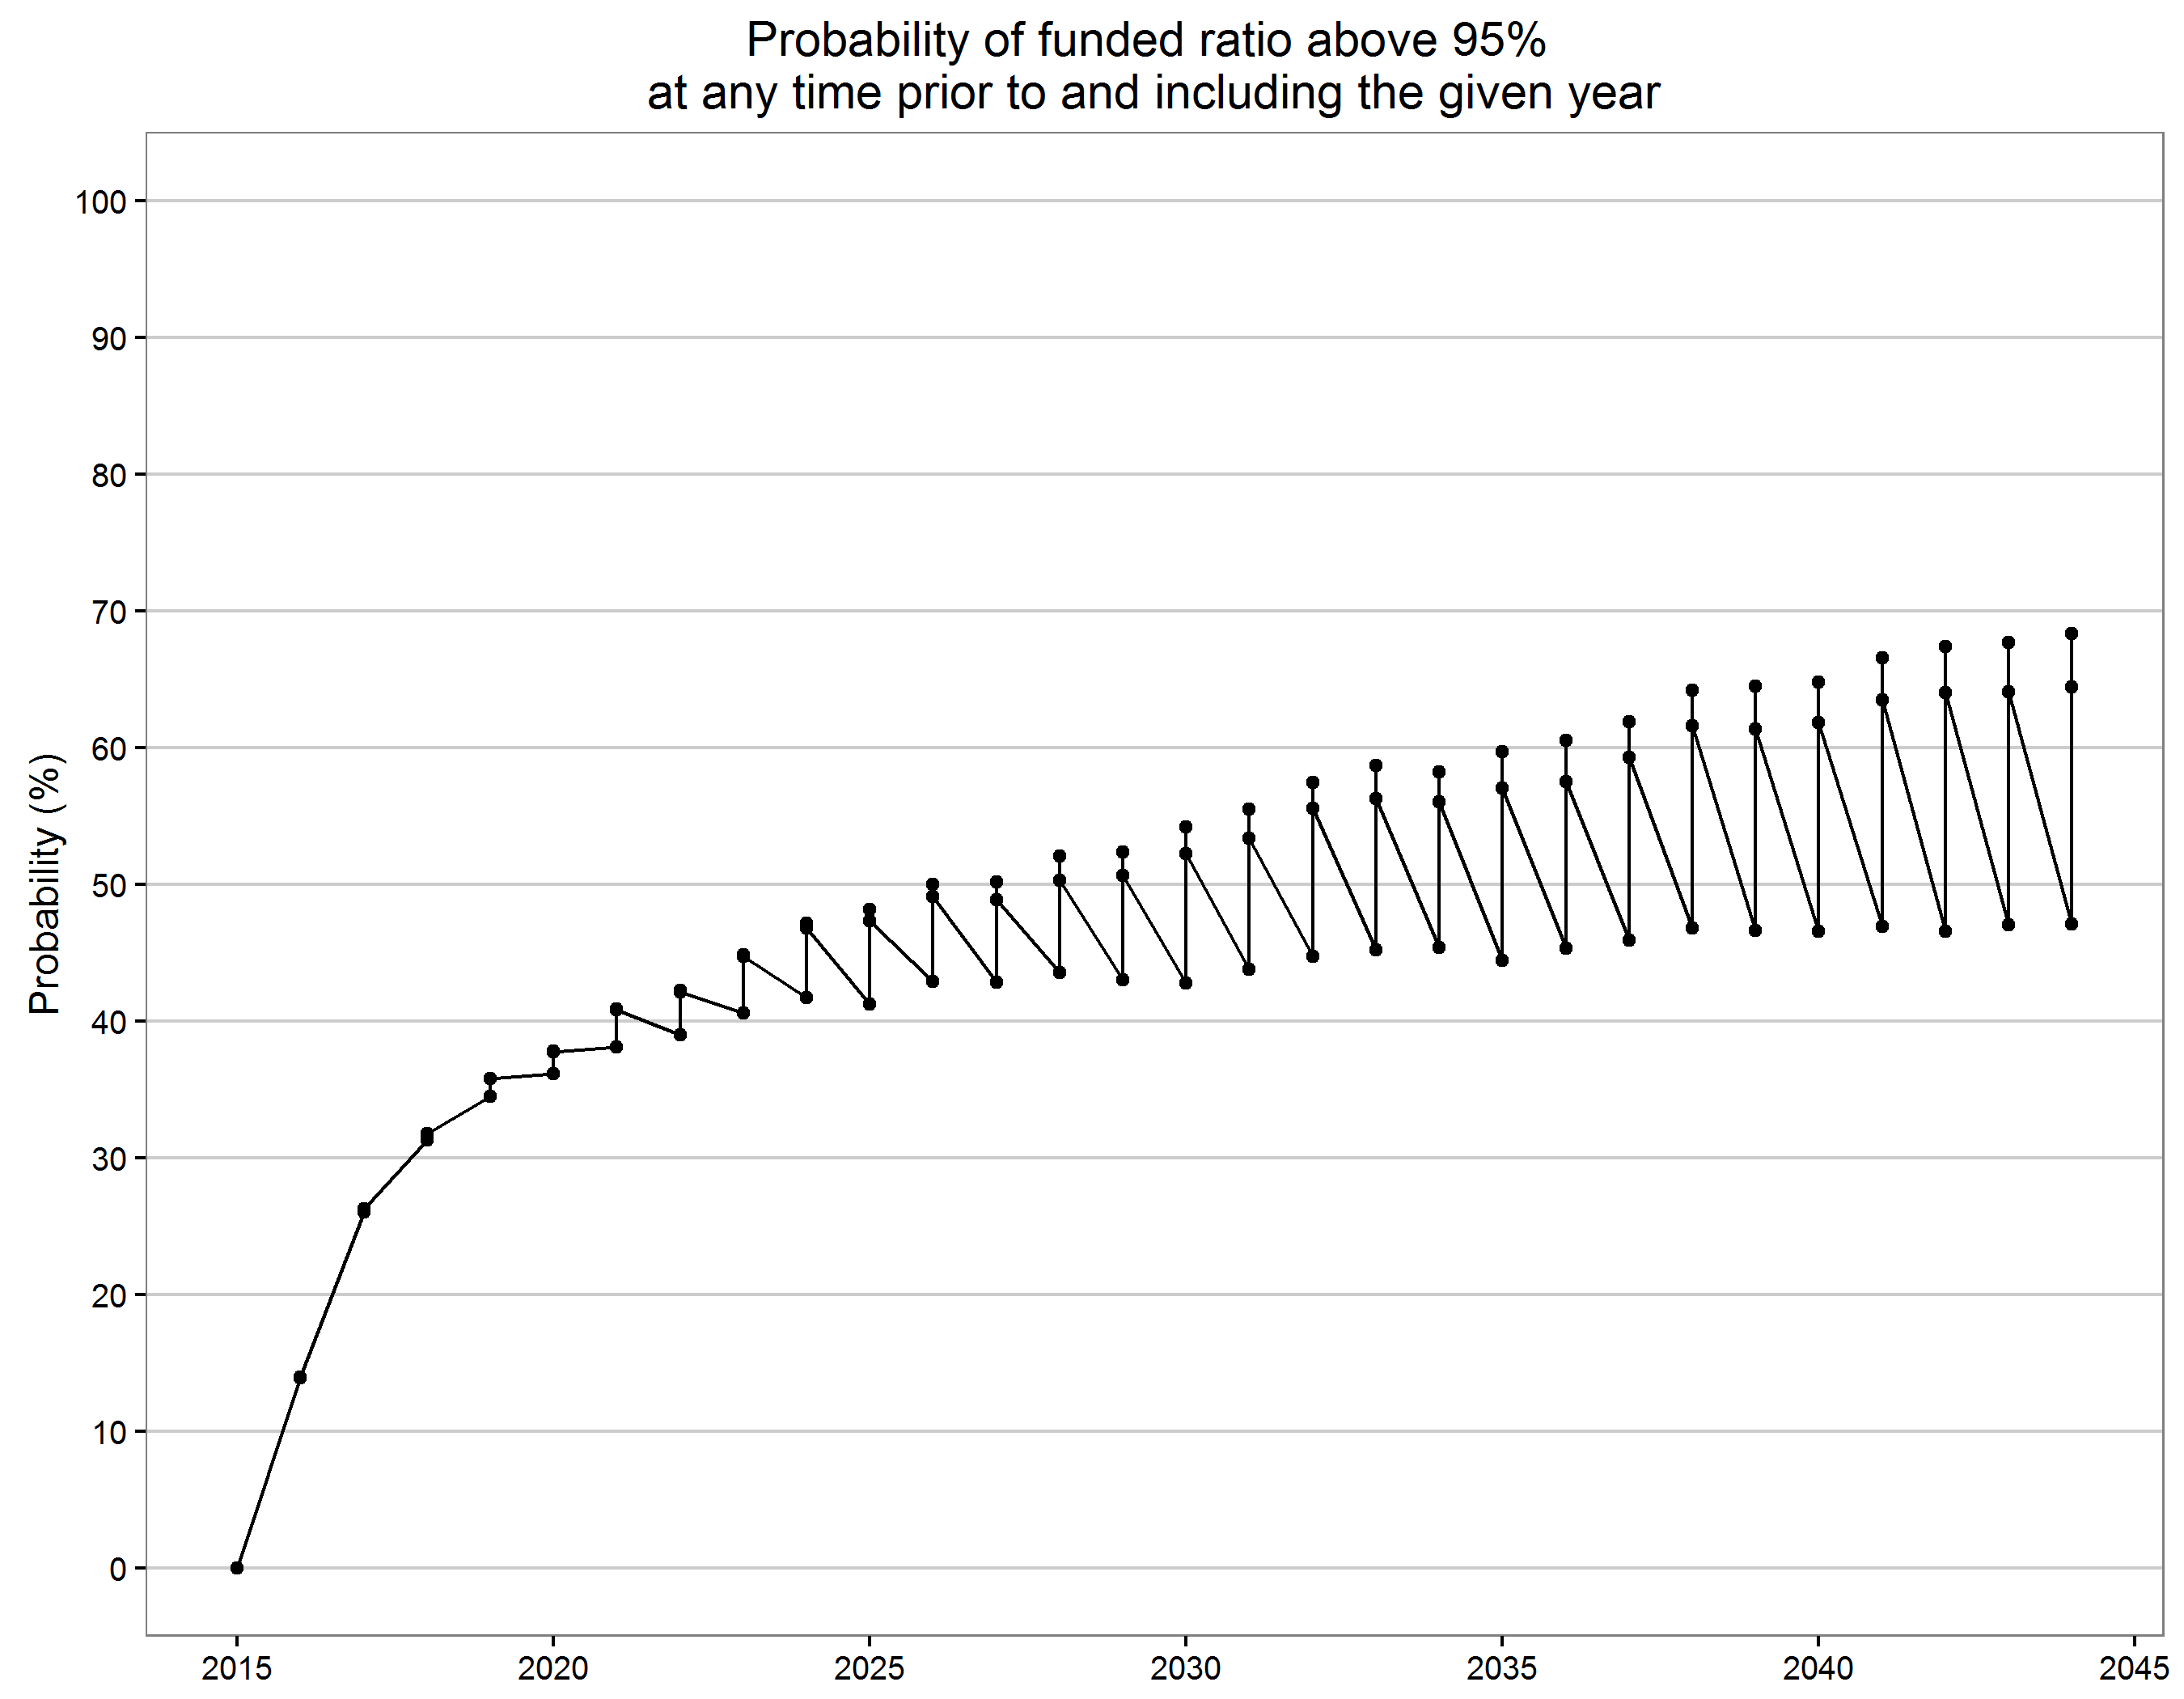 Probability of funded ratio above 95%
at any time prior to and including the given year
Probability (%)
100
90
80
70
60
50
40
30
20
10
0
2015 2020 2025 2030 2035 2040 2045